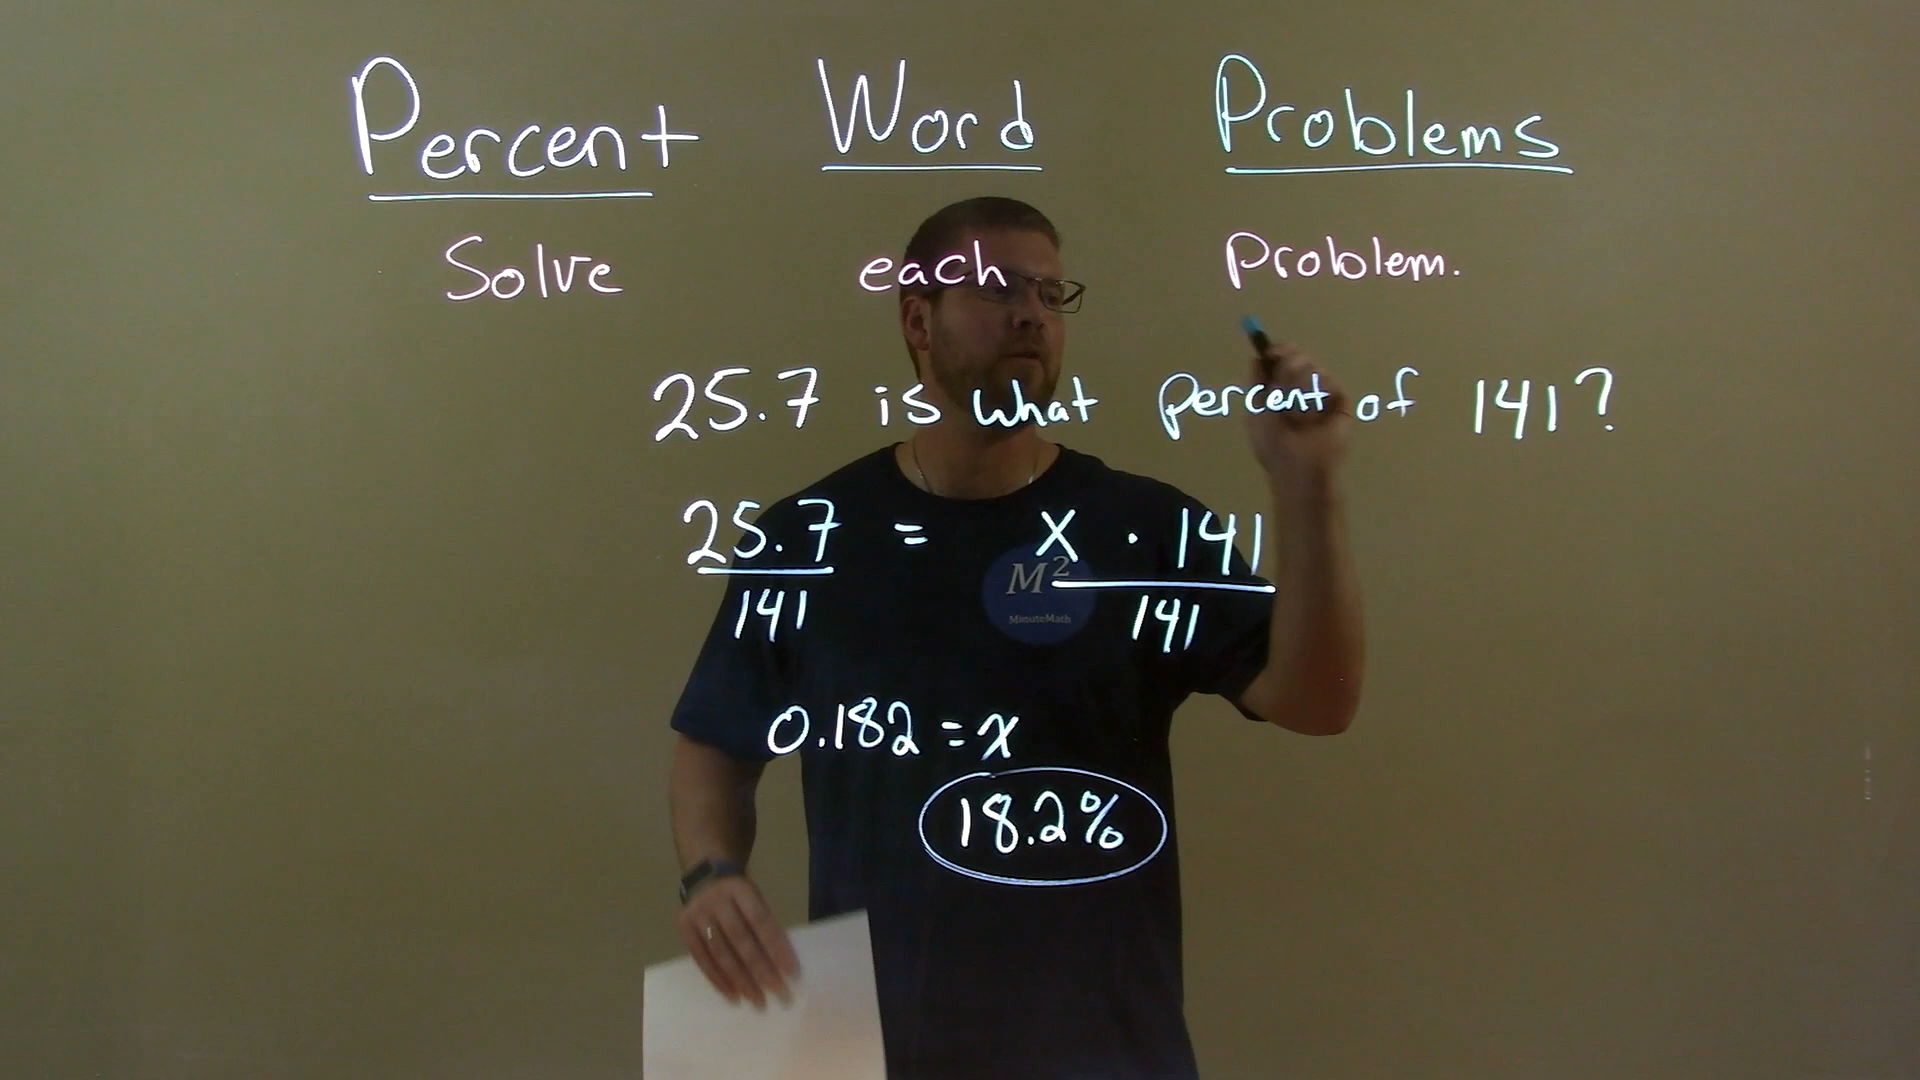 Percent Word Problems
Solve each problem.
25.7 is what percent of 141?
25.7 = x · 141
141 141
M²
MinuteMath
0.182 = x
18.2%